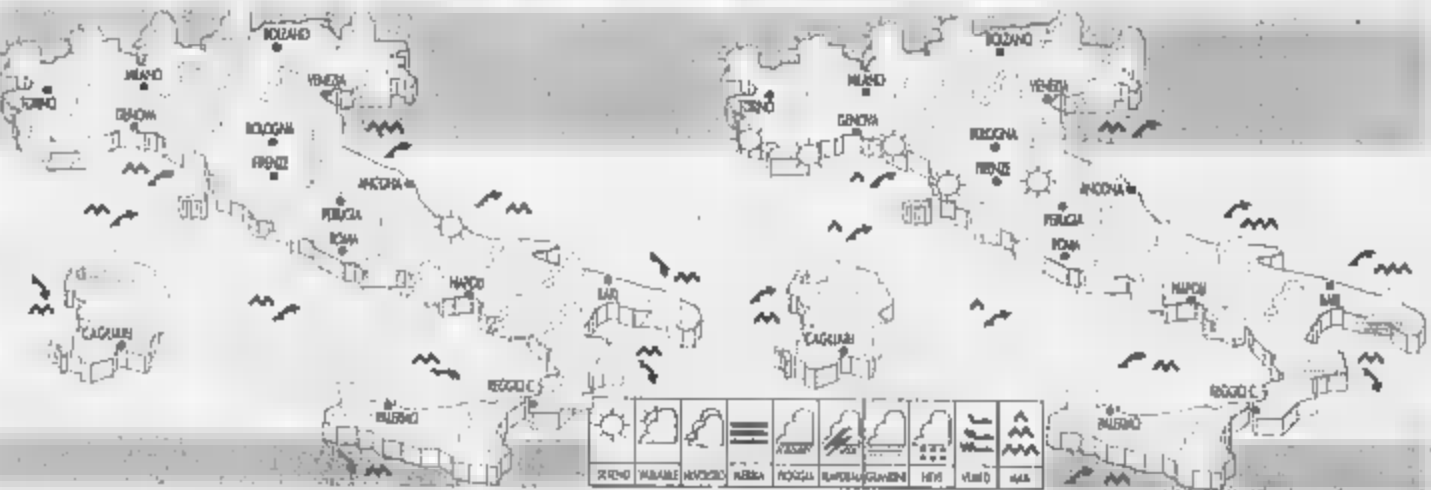 BOLZANO
MILANO
VENEZIA
TORINO
GENOVA
BOLOGNA
FIRENZE
ANCONA
PERUGIA
ROMA
NAPOLI
BARI
CAGLIARI
REGGIO C.
PALERMO
BOLZANO
MILANO
VENEZIA
TORINO
GENOVA
BOLOGNA
FIRENZE
ANCONA
PERUGIA
ROMA
NAPOLI
BARI
CAGLIARI
REGGIO C.
PALERMO
SERENO VARIABILE NUVOLOSO NEBBIA PIOGGIA TEMPORALE GRANDINE NEVE VENTO MARI